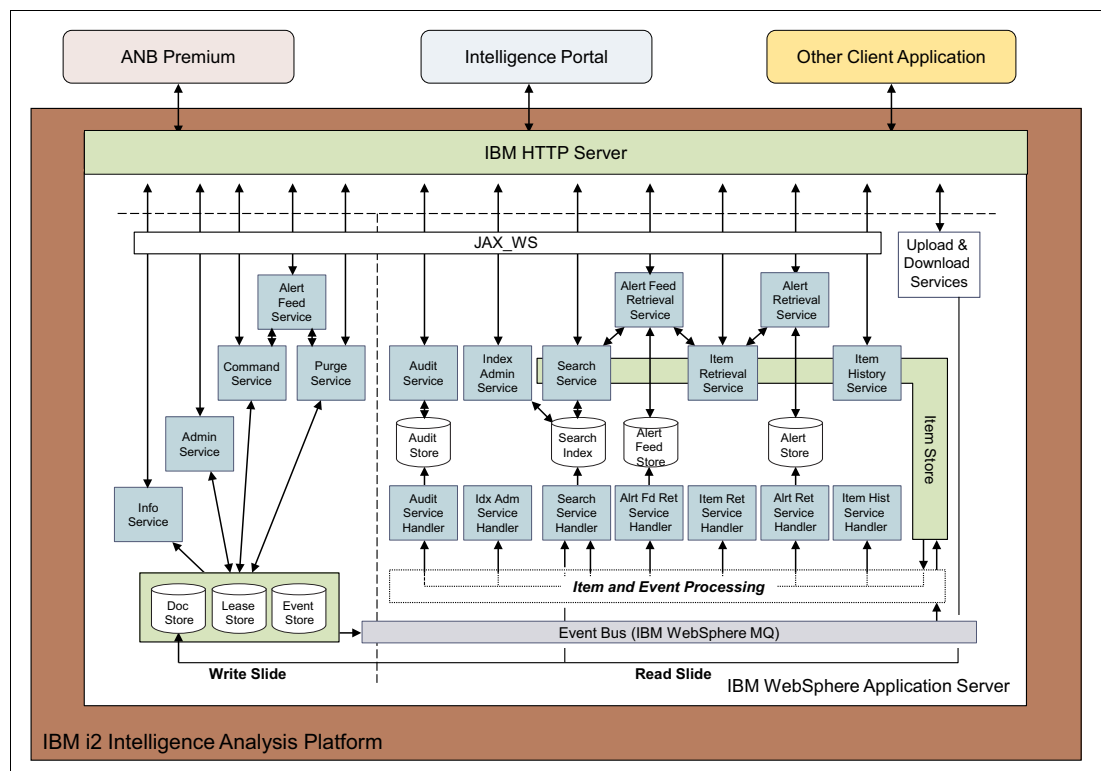 ANB Premium
Intelligence Portal
Other Client Application
IBM HTTP Server
JAX_WS
Upload &
Download
Services
Alert
Feed
Service
Alert Feed
Retrieval
Service
Alert
Retrieval
Service
Command
Service
Purge
Service
Audit
Service
Index
Admin
Service
Search
Service
Item
Retrieval
Service
Item
History
Service
Item Store
Admin
Service
Audit
Store
Search
Index
Alert
Feed
Store
Alert
Store
Info
Service
Audit
Service
Handler
Idx Adm
Service
Handler
Search
Service
Handler
Alrt Fd Ret
Service
Handler
Item Ret
Service
Handler
Alrt Ret
Service
Handler
Item Hist
Service
Handler
Item and Event Processing
Doc
Store
Lease
Store
Event
Store
Event Bus (IBM WebSphere MQ)
Write Slide
Read Slide
IBM WebSphere Application Server
IBM i2 Intelligence Analysis Platform